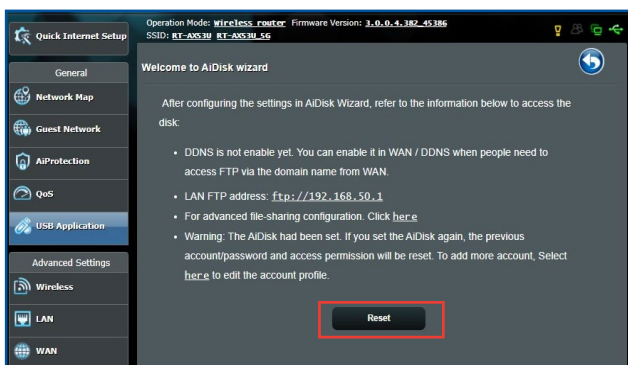 Quick Internet Setup
General
Network Map
Guest Network
AiProtection
QoS
USB Application
Advanced Settings
Wireless
LAN
WAN
Operation Mode: Wireless router Firmware Version: 3.0.0.4.382_45386
SSID: RT-AX53U RT-AX53U_5G
Welcome to AiDisk wizard
After configuring the settings in AiDisk Wizard, refer to the information below to access the
disk:
• DDNS is not enable yet. You can enable it in WAN / DDNS when people need to
access FTP via the domain name from WAN.
• LAN FTP address: ftp://192.168.50.1
• For advanced file-sharing configuration. Click here
• Warning: The AiDisk had been set. If you set the AiDisk again, the previous
account/password and access permission will be reset. To add more account, Select
here to edit the account profile.
Reset